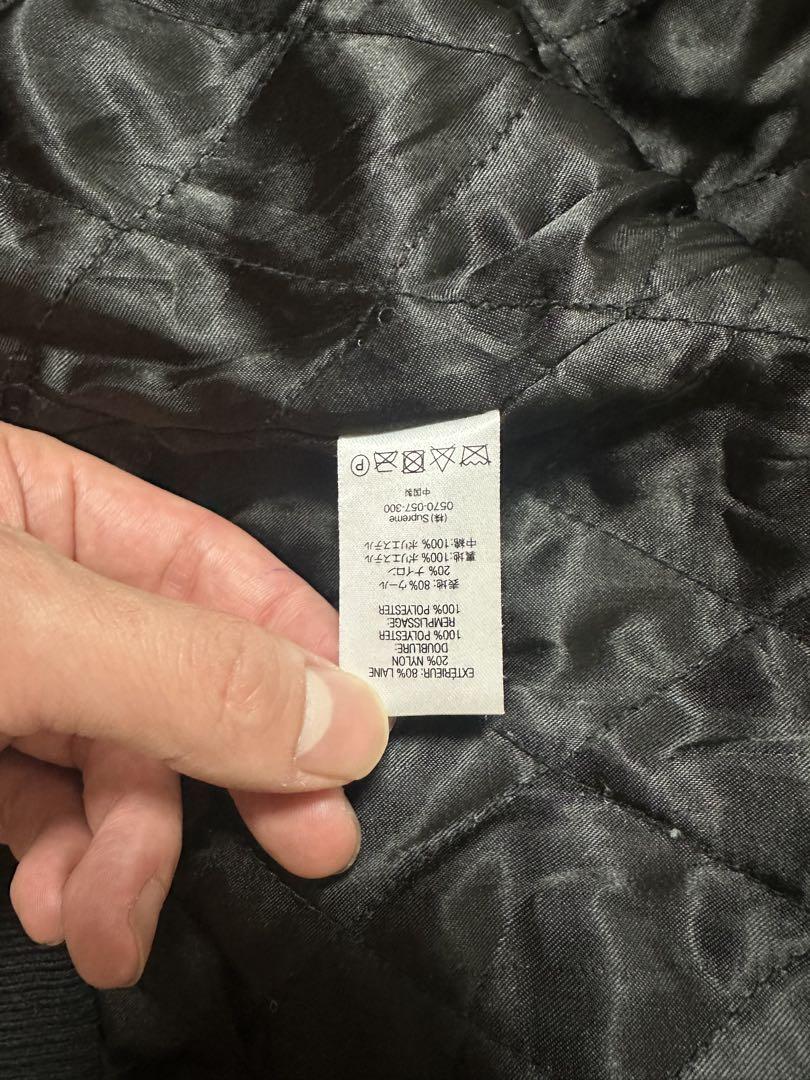 EXTÉRIEUR: 80% LAINE
20% NYLON
DOUBLURE:
100% POLYESTER
REMPLISSAGE:
100% POLYESTER
表地: 80% ウール
20% ナイロン
裏地:100% ポリエステル
中綿:100% ポリエステル
(株) Supreme
0570-057-300
中国製
P